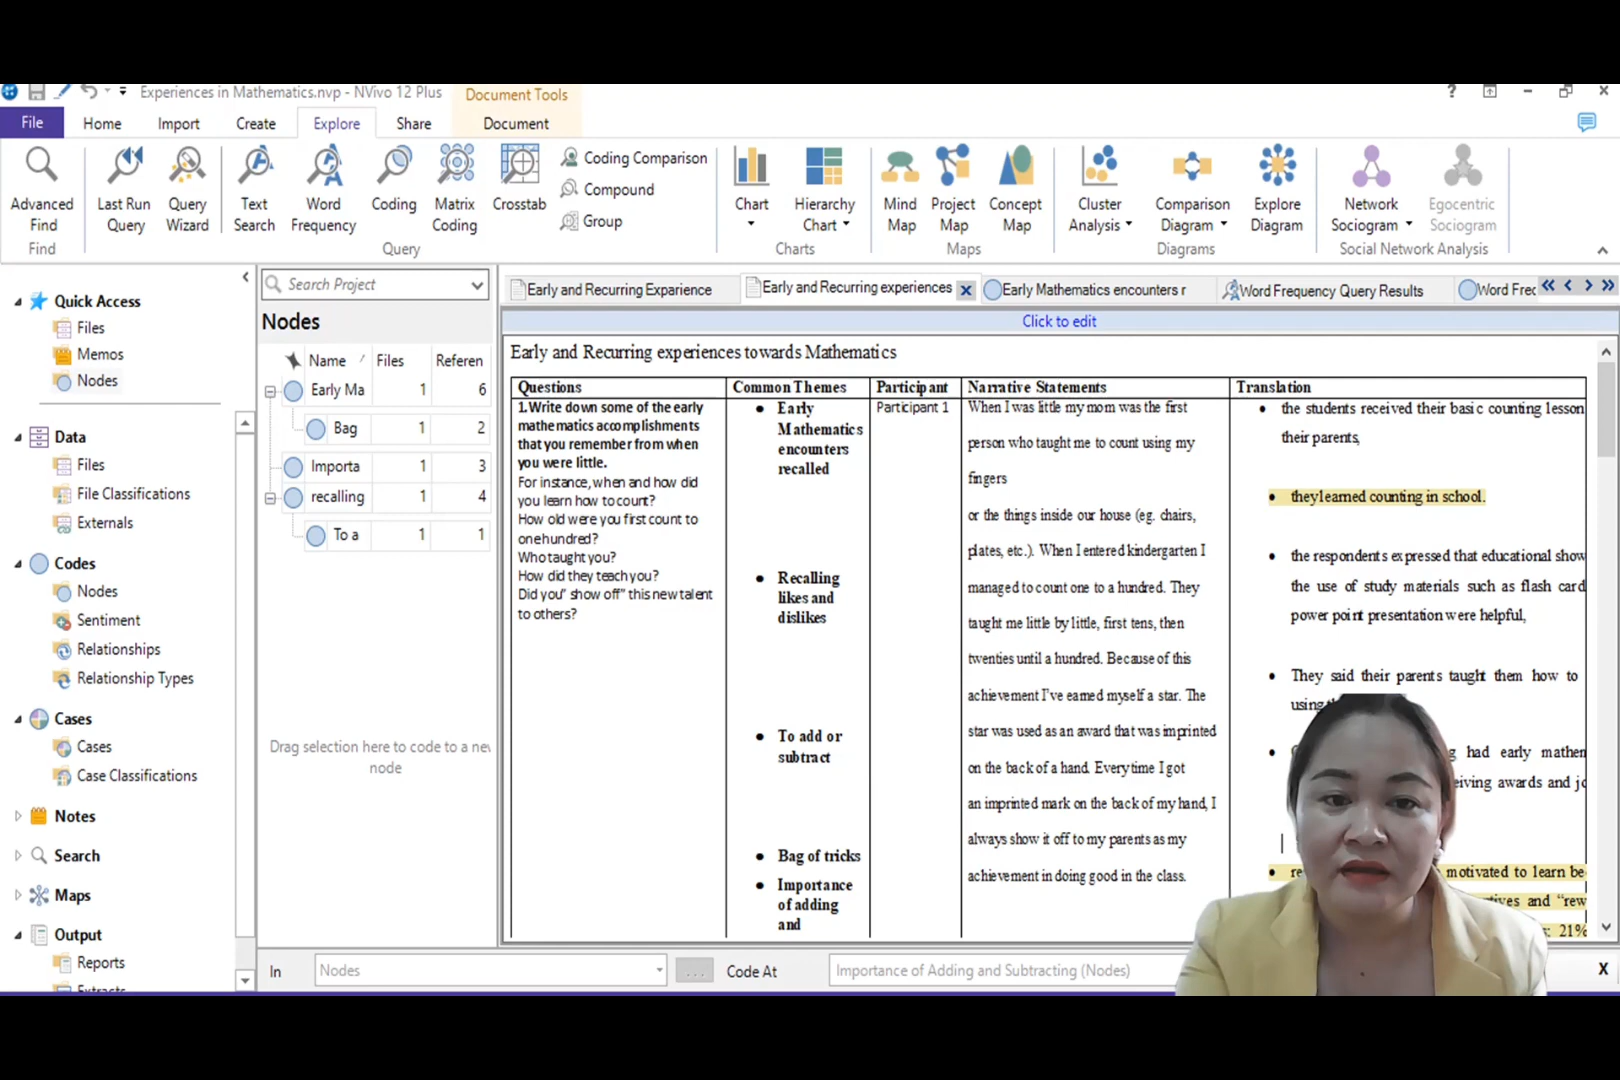 Experiences in Mathematics.nvp - NVivo 12 Plus
Document Tools
?
File
Home
Import
Create
Explore
Share
Document
Advanced Find
Last Run Query
Query Wizard
Text Search
Word Frequency
Coding
Matrix Coding
Crosstab
Coding Comparison
Compound
Group
Chart
Hierarchy Chart
Mind Map
Project Map
Concept Map
Cluster Analysis
Comparison Diagram
Explore Diagram
Network Sociogram
Egocentric Sociogram
Find
Query
Charts
Maps
Diagrams
Social Network Analysis
Quick Access
Files
Memos
Nodes
Data
Files
File Classifications
Externals
Codes
Nodes
Sentiment
Relationships
Relationship Types
Cases
Cases
Case Classifications
Notes
Search
Maps
Output
Reports
Search Project
Nodes
Name Files Referen
Early Ma 1 6
Bag 1 2
Importa 1 3
recalling 1 4
To a 1 1
Drag selection here to code to a nev
node
Early and Recurring Exparience
Early and Recurring experiences
Early Mathematics encounters r
Word Frequency Query Results
Word Frec
Click to edit
Early and Recurring experiences towards Mathematics
Questions
1.Write down some of the early
mathematics accomplishments
that you remember from when
you were little.
For instance, when and how did
you learn how to count?
How old were you first count to
onehundred?
Who taught you?
How did they teach you?
Did you" show off" this new talent
to others?
Common Themes
• Early
Mathematics
encounters
recalled
• Recalling
likes and
dislikes
• To add or
subtract
• Bag of tricks
• Importance
of adding
and
Participant
Participant 1
Narrative Statements
When I was little my mom was the first
person who taught me to count using my
fingers
or the things inside our house (eg. chairs,
plates, etc.). When I entered kindergarten I
managed to count one to a hundred. They
taught me little by little, first tens, then
twenties until a hundred. Because of this
achievement I've earned myself a star. The
star was used as an award that was imprinted
on the back of a hand. Everytime I got
an imprinted mark on the back of my hand, I
always show it off to my parents as my
achievement in doing good in the class.
Translation
• the students received their basic counting lesson
their parents,
• they learned counting in school.
• the respondents expressed that educational show
the use of study materials such as flash card
power point presentation were helpful,
• They said their parents taught them how to
using
had early mathem
eiving awards and jo
motivated to learn be
and "rew
21%
In
Nodes
...
Code At
Importance of Adding and Subtracting (Nodes)
X